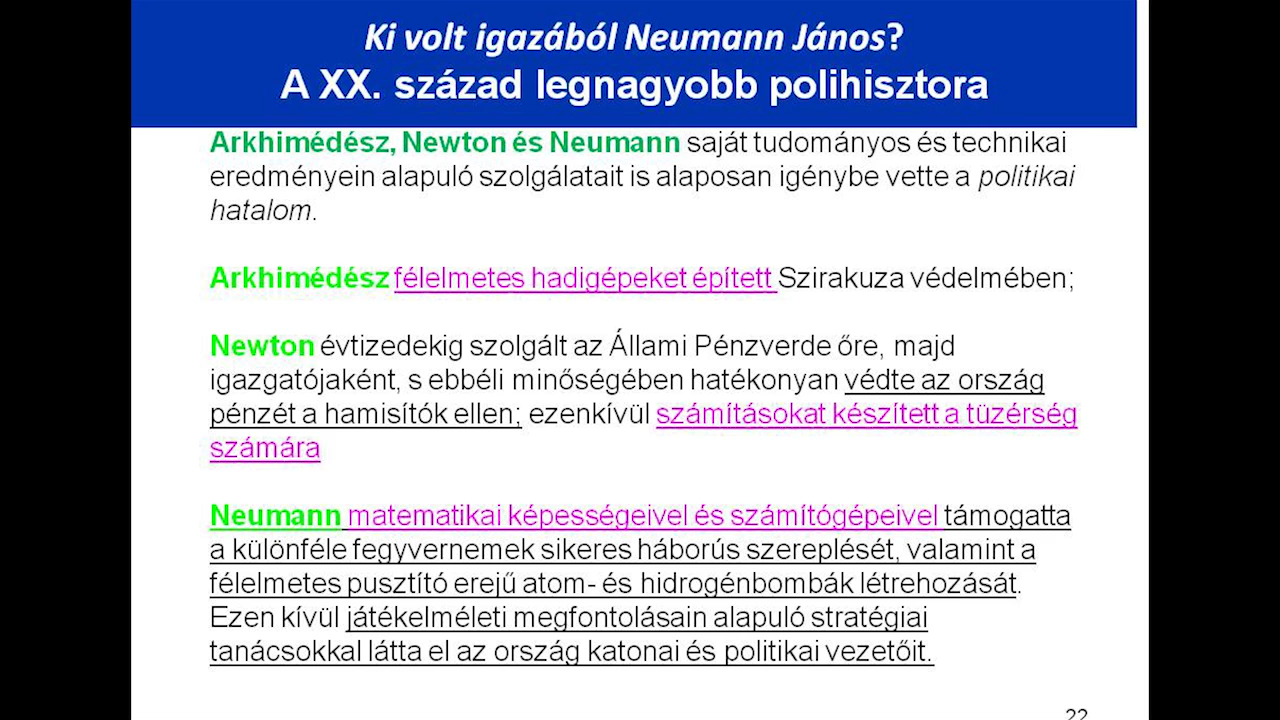 Ki volt igazából Neumann János?
A XX. század legnagyobb polihisztora
Arkhimédész, Newton és Neumann saját tudományos és technikai
eredményein alapuló szolgálatait is alaposan igénybe vette a politikai
hatalom.
Arkhimédész félelmetes hadigépeket épített Szirakuza védelmében;
Newton évtizedekig szolgált az Állami Pénzverde őre, majd
igazgatójaként, s ebbéli minőségében hatékonyan védte az ország
pénzét a hamisítók ellen; ezenkívül számításokat készített a tüzérség
számára
Neumann matematikai képességeivel és számítógépeivel támogatta
a különféle fegyvernemek sikeres háborús szereplését, valamint a
félelmetes pusztító erejű atom- és hidrogénbombák létrehozását.
Ezen kívül játékelméleti megfontolásain alapuló stratégiai
tanácsokkal látta el az ország katonai és politikai vezetőit.
22